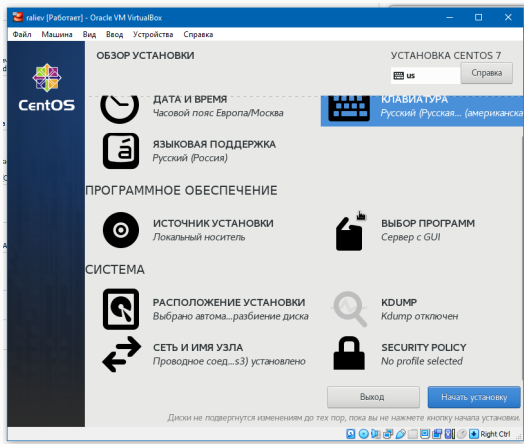 raliev [Работает] - Oracle VM VirtualBox
Файл Машина Вид Ввод Устройства Справка
ОБЗОР УСТАНОВКИ
УСТАНОВКА CENTOS 7
us
Справка
CentOS
ДАТА И ВРЕМЯ
Часовой пояс Европа/Москва
КЛАВИАТУРА
Русский (Русская... (американска
ЯЗЫКОВАЯ ПОДДЕРЖКА
Русский (Россия)
ПРОГРАММНОЕ ОБЕСПЕЧЕНИЕ
ИСТОЧНИК УСТАНОВКИ
Локальный носитель
ВЫБОР ПРОГРАММ
Сервер с GUI
СИСТЕМА
РАСПОЛОЖЕНИЕ УСТАНОВКИ
Выбрано автома...разбиение диска
KDUMP
Kdump отключен
СЕТЬ И ИМЯ УЗЛА
Проводное соед...s3) установлено
SECURITY POLICY
No profile selected
Выход
Начать установку
Диски не подвергнутся изменениям до тех пор, пока вы не нажмете кнопку начала установки.
Right Ctrl